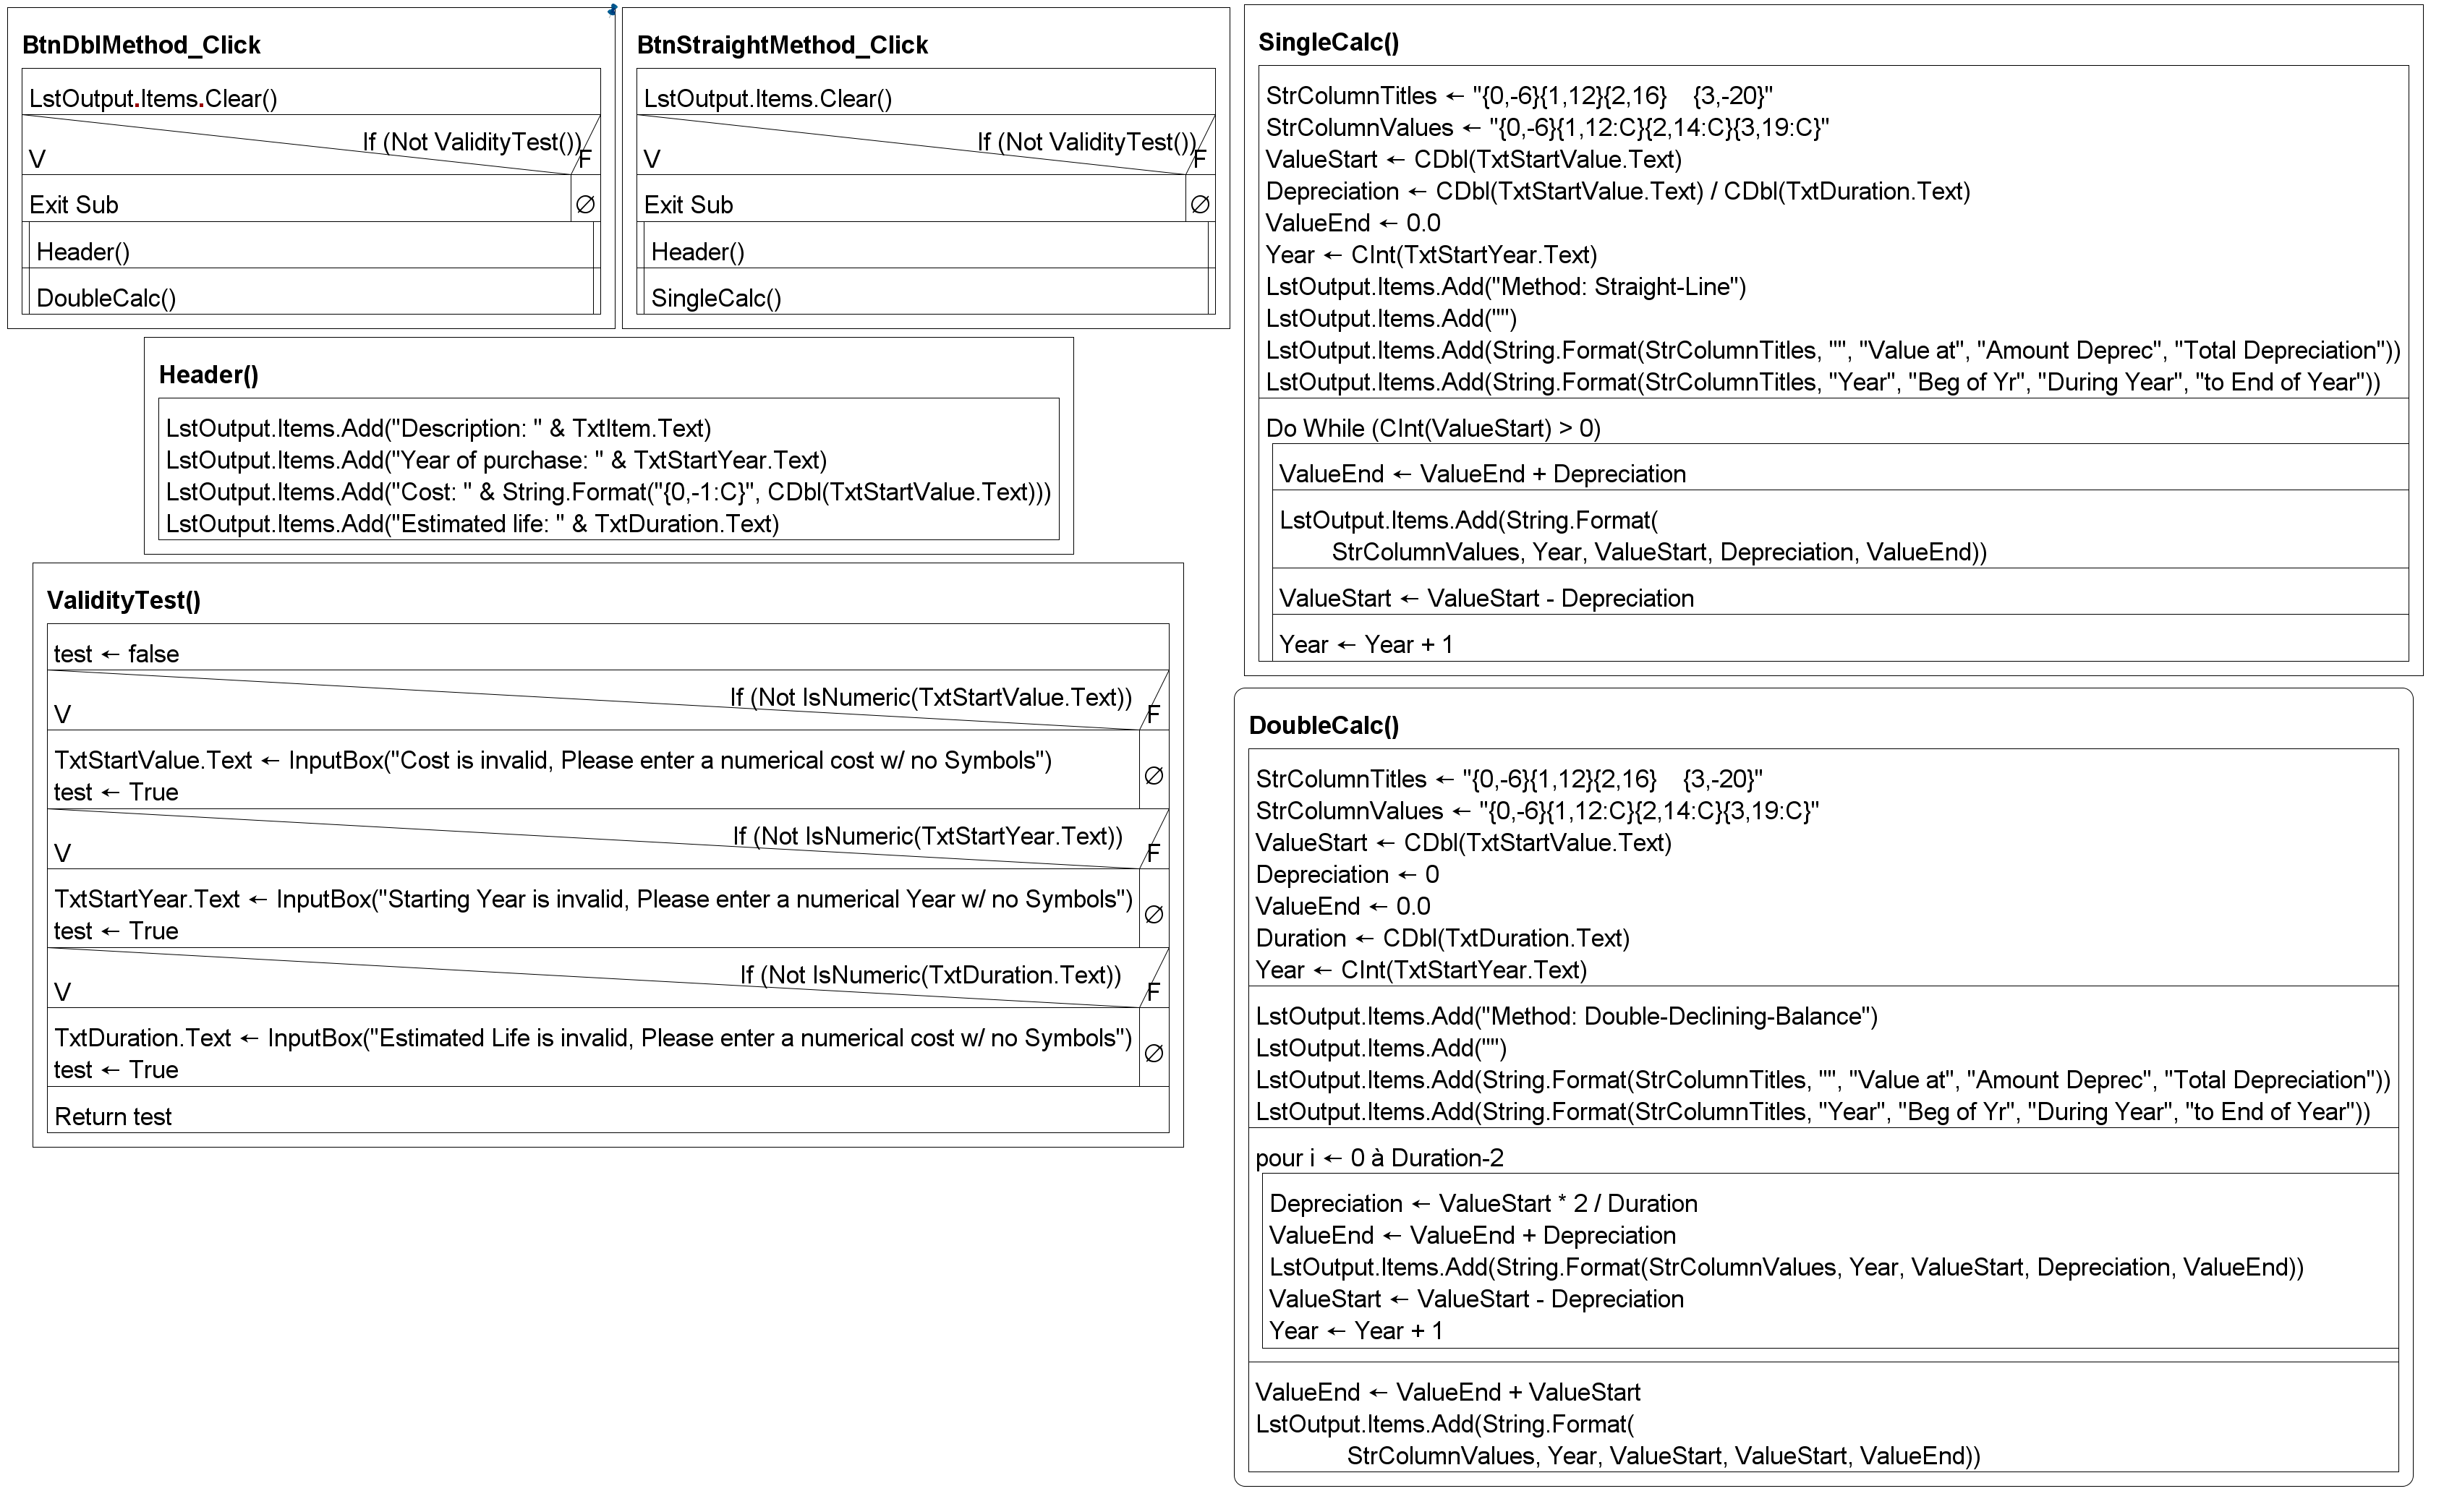 BtnDblMethod_Click
LstOutput.Items.Clear()
If (Not ValidityTest())
V
F
Exit Sub
∅
Header()
DoubleCalc()
BtnStraightMethod_Click
LstOutput.Items.Clear()
If (Not ValidityTest())
V
F
Exit Sub
∅
Header()
SingleCalc()
Header()
LstOutput.Items.Add("Description: " & TxtItem.Text)
LstOutput.Items.Add("Year of purchase: " & TxtStartYear.Text)
LstOutput.Items.Add("Cost: " & String.Format("{0,-1:C}", CDbl(TxtStartValue.Text)))
LstOutput.Items.Add("Estimated life: " & TxtDuration.Text)
ValidityTest()
test ← false
If (Not IsNumeric(TxtStartValue.Text))
V
F
TxtStartValue.Text ← InputBox("Cost is invalid, Please enter a numerical cost w/ no Symbols")
test ← True
∅
If (Not IsNumeric(TxtStartYear.Text))
V
F
TxtStartYear.Text ← InputBox("Starting Year is invalid, Please enter a numerical Year w/ no Symbols")
test ← True
∅
If (Not IsNumeric(TxtDuration.Text))
V
F
TxtDuration.Text ← InputBox("Estimated Life is invalid, Please enter a numerical cost w/ no Symbols")
test ← True
∅
Return test
SingleCalc()
StrColumnTitles ← "{0,-6}{1,12}{2,16}    {3,-20}"
StrColumnValues ← "{0,-6}{1,12:C}{2,14:C}{3,19:C}"
ValueStart ← CDbl(TxtStartValue.Text)
Depreciation ← CDbl(TxtStartValue.Text) / CDbl(TxtDuration.Text)
ValueEnd ← 0.0
Year ← CInt(TxtStartYear.Text)
LstOutput.Items.Add("Method: Straight-Line")
LstOutput.Items.Add("")
LstOutput.Items.Add(String.Format(StrColumnTitles, "", "Value at", "Amount Deprec", "Total Depreciation"))
LstOutput.Items.Add(String.Format(StrColumnTitles, "Year", "Beg of Yr", "During Year", "to End of Year"))
Do While (CInt(ValueStart) > 0)
ValueEnd ← ValueEnd + Depreciation
LstOutput.Items.Add(String.Format(
StrColumnValues, Year, ValueStart, Depreciation, ValueEnd))
ValueStart ← ValueStart - Depreciation
Year ← Year + 1
DoubleCalc()
StrColumnTitles ← "{0,-6}{1,12}{2,16}    {3,-20}"
StrColumnValues ← "{0,-6}{1,12:C}{2,14:C}{3,19:C}"
ValueStart ← CDbl(TxtStartValue.Text)
Depreciation ← 0
ValueEnd ← 0.0
Duration ← CDbl(TxtDuration.Text)
Year ← CInt(TxtStartYear.Text)
LstOutput.Items.Add("Method: Double-Declining-Balance")
LstOutput.Items.Add("")
LstOutput.Items.Add(String.Format(StrColumnTitles, "", "Value at", "Amount Deprec", "Total Depreciation"))
LstOutput.Items.Add(String.Format(StrColumnTitles, "Year", "Beg of Yr", "During Year", "to End of Year"))
pour i ← 0 à Duration-2
Depreciation ← ValueStart * 2 / Duration
ValueEnd ← ValueEnd + Depreciation
LstOutput.Items.Add(String.Format(StrColumnValues, Year, ValueStart, Depreciation, ValueEnd))
ValueStart ← ValueStart - Depreciation
Year ← Year + 1
ValueEnd ← ValueEnd + ValueStart
LstOutput.Items.Add(String.Format(
StrColumnValues, Year, ValueStart, ValueStart, ValueEnd))